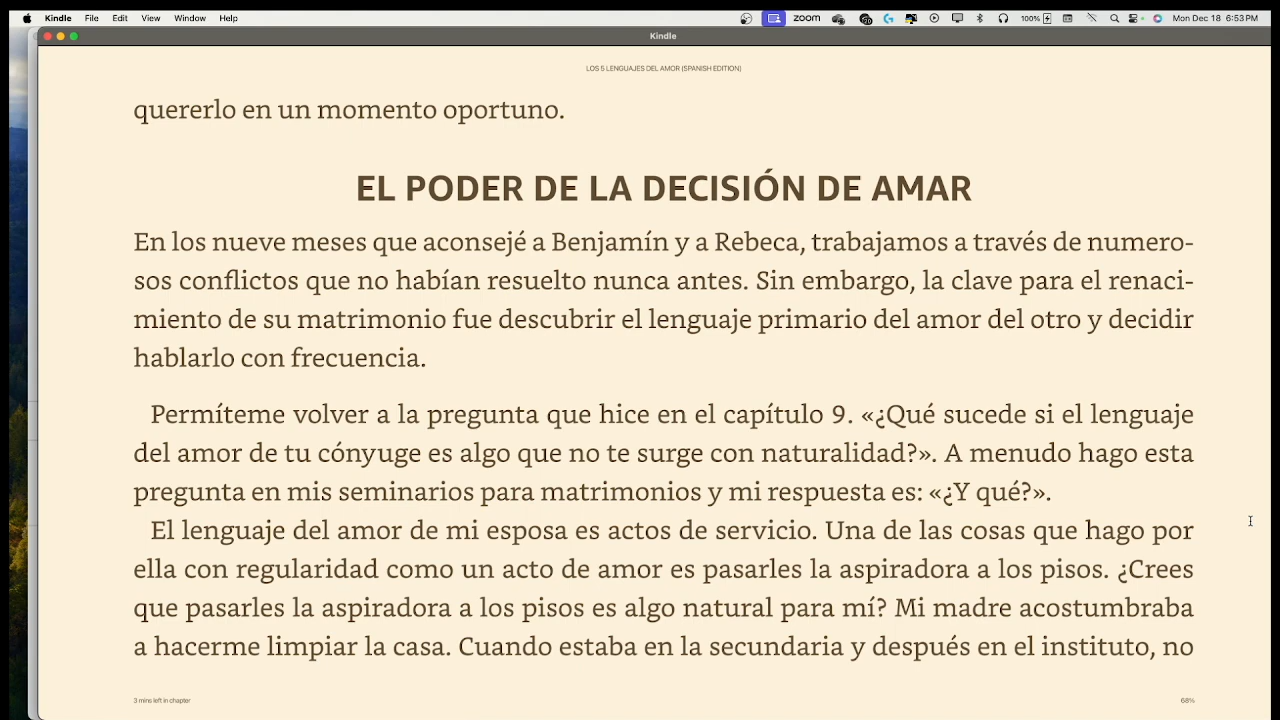 Kindle File Edit View Window Help zoom 100% Mon Dec 18 6:53 PM
Kindle
LOS 5 LENGUAJES DEL AMOR (SPANISH EDITION)
quererlo en un momento oportuno.
EL PODER DE LA DECISIÓN DE AMAR
En los nueve meses que aconsejé a Benjamín y a Rebeca, trabajamos a través de numero-
sos conflictos que no habían resuelto nunca antes. Sin embargo, la clave para el renaci-
miento de su matrimonio fue descubrir el lenguaje primario del amor del otro y decidir
hablarlo con frecuencia.
Permíteme volver a la pregunta que hice en el capítulo 9. «¿Qué sucede si el lenguaje
del amor de tu cónyuge es algo que no te surge con naturalidad?». A menudo hago esta
pregunta en mis seminarios para matrimonios y mi respuesta es: «¿Y qué?».
El lenguaje del amor de mi esposa es actos de servicio. Una de las cosas que hago por
ella con regularidad como un acto de amor es pasarles la aspiradora a los pisos. ¿Crees
que pasarles la aspiradora a los pisos es algo natural para mí? Mi madre acostumbraba
a hacerme limpiar la casa. Cuando estaba en la secundaria y después en el instituto, no
3 mins left in chapter 68%